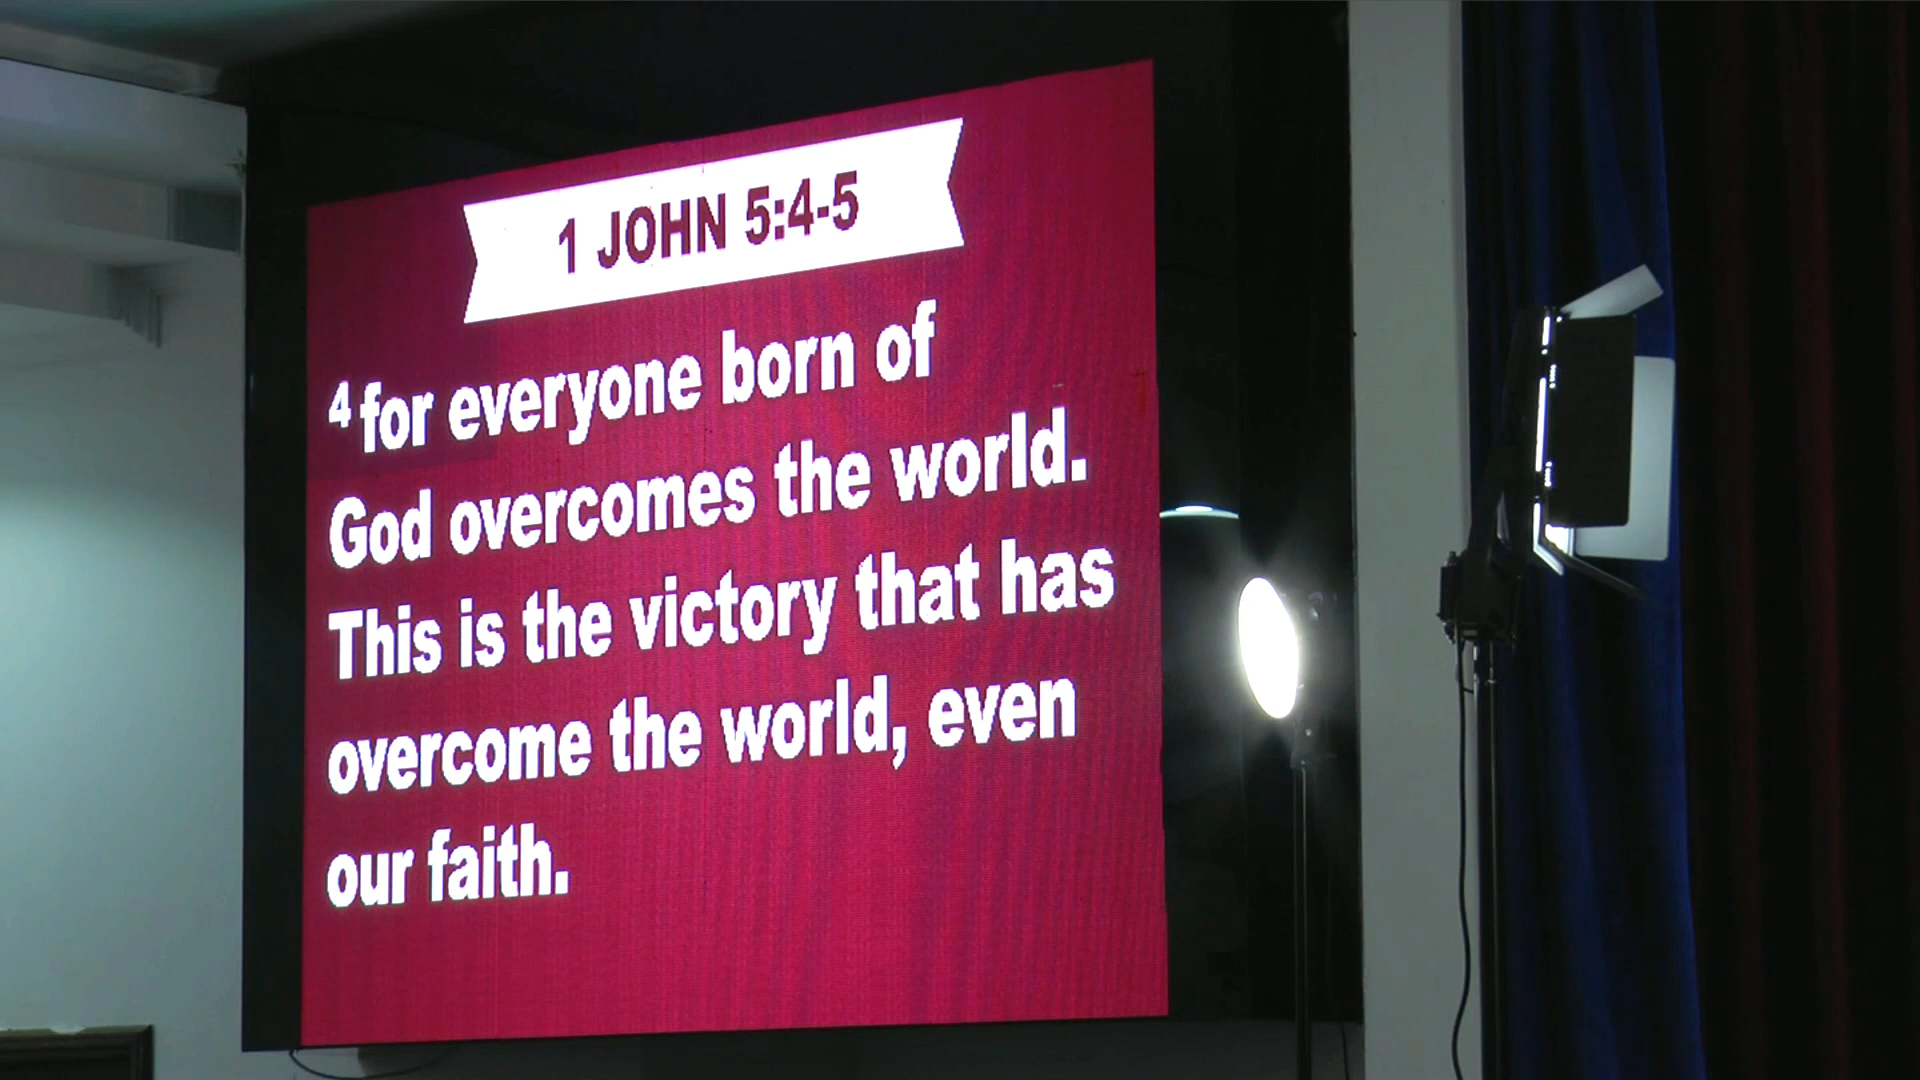 1 JOHN 5:4-5
4 for everyone born of
God overcomes the world.
This is the victory that has
overcome the world, even
our faith.